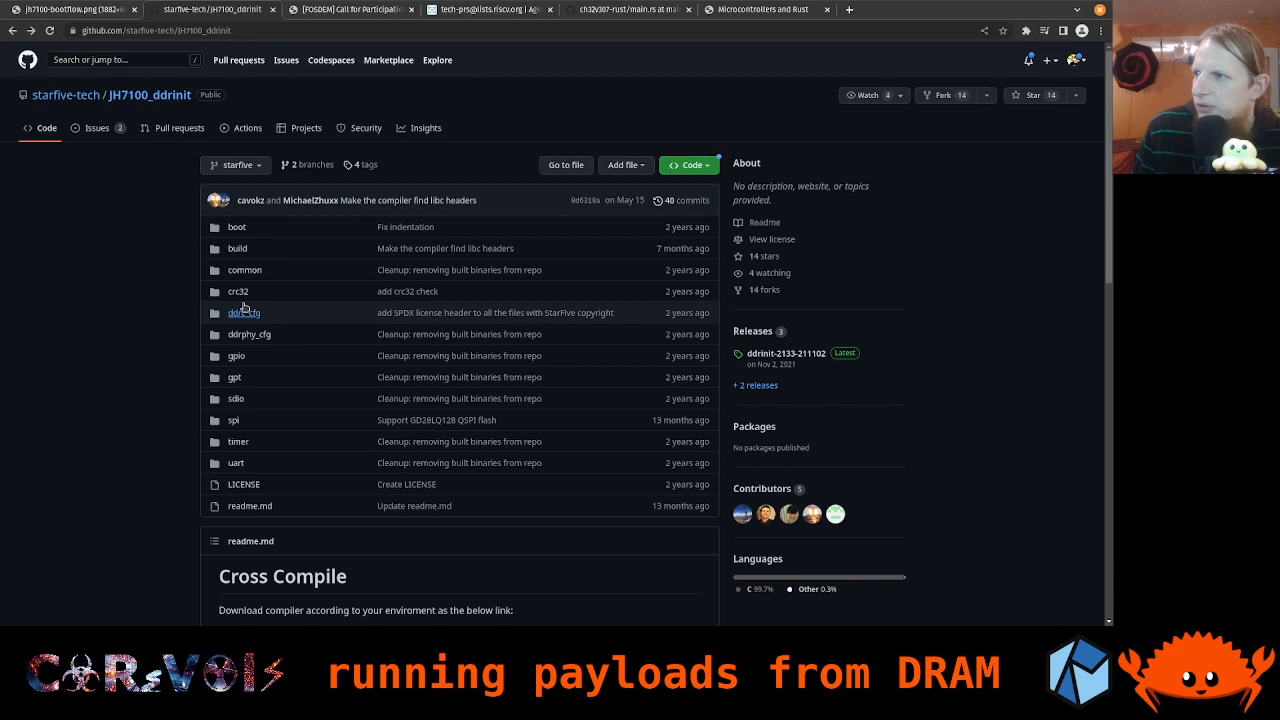 jh7100-bootflow.png (1882×
starfive-tech/JH7100_ddrinit
[FOSDEM] Call for Participatio
tech-prs@lists.riscv.org | Age
ch32v307-rust/main.rs at m
Microcontrollers and Rust
github.com/starfive-tech/JH7100_ddrinit
Search or jump to...
/
Pull requests
Issues
Codespaces
Marketplace
Explore
starfive-tech / JH7100_ddrinit
Public
Watch 4
Fork 14
Star 14
Code
Issues 2
Pull requests
Actions
Projects
Security
Insights
starfive
2 branches
4 tags
Go to file
Add file
Code
cavokz and MichaelZhuxx Make the compiler find libc headers
0d6318a on May 15
40 commits
boot Fix indentation 2 years ago
build Make the compiler find libc headers 7 months ago
common Cleanup: removing built binaries from repo 2 years ago
crc32 add crc32 check 2 years ago
add SPDX license header to all the files with StarFive copyright 2 years ago
ddrphy_cfg Cleanup: removing built binaries from repo 2 years ago
gpio Cleanup: removing built binaries from repo 2 years ago
gpt Cleanup: removing built binaries from repo 2 years ago
sdio Cleanup: removing built binaries from repo 2 years ago
spi Support GD28LQ128 QSPI flash 13 months ago
timer Cleanup: removing built binaries from repo 2 years ago
uart Cleanup: removing built binaries from repo 2 years ago
LICENSE Create LICENSE 2 years ago
readme.md Update readme.md 13 months ago
readme.md
Cross Compile
Download compiler according to your enviroment as the below link:
About
No description, website, or topics
provided.
Readme
View license
14 stars
4 watching
14 forks
Releases 3
ddrinit-2133-211102 Latest
on Nov 2, 2021
+ 2 releases
Packages
No packages published
Contributors 5
Languages
C 99.7%
Other 0.3%
running payloads from DRAM